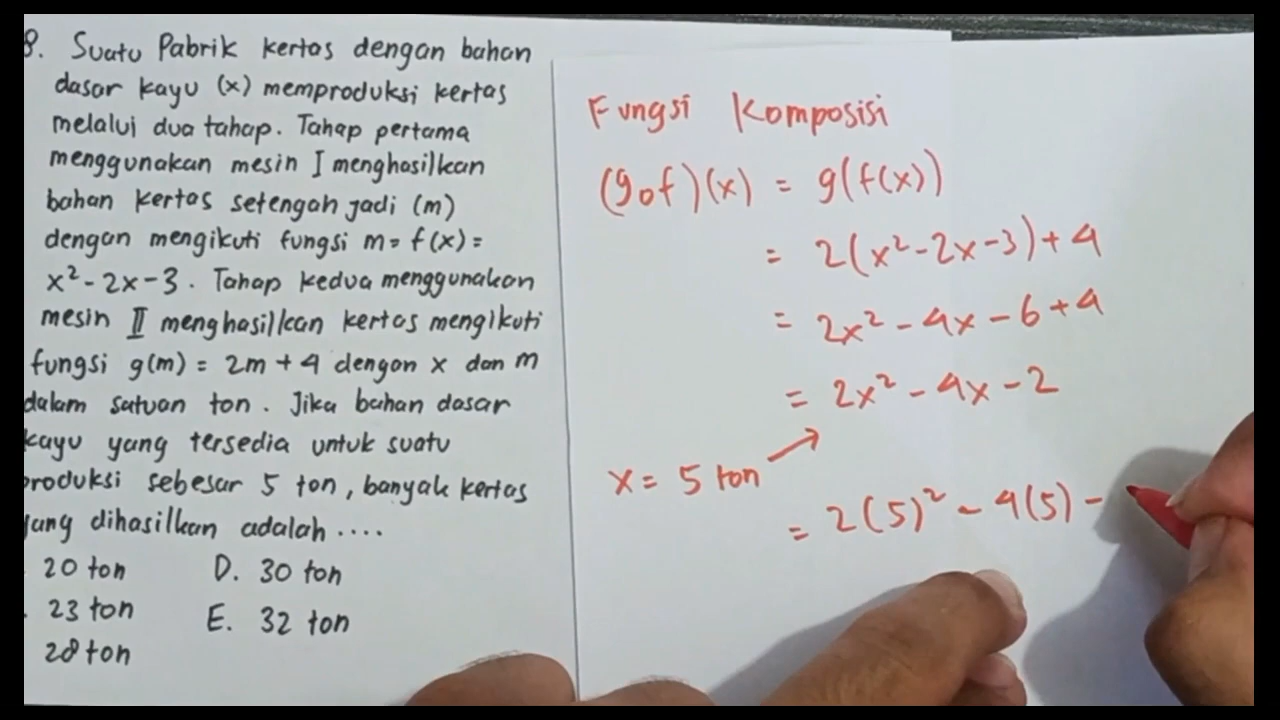 8. Suatu Pabrik kertas dengan bahan
dasar kayu (x) memproduksi kertas
melalui dua tahap. Tahap pertama
menggunakan mesin I menghasilkan
bahan kertas setengah jadi (m)
dengan mengikuti fungsi m = f(x) =
x² - 2x - 3. Tahap kedua menggunakan
mesin II menghasilkan kertas mengikuti
fungsi g(m) = 2m + 4 dengan x dan m
dalam satuan ton. Jika bahan dasar
kayu yang tersedia untuk suatu
produksi sebesar 5 ton, banyak kertas
yang dihasilkan adalah ....
20 ton D. 30 ton
23 ton E. 32 ton
28 ton
Fungsi Komposisi
(gof)(x) = g(f(x))
= 2(x² - 2x - 3) + 4
= 2x² - 4x - 6 + 4
= 2x² - 4x - 2
x = 5 ton
= 2(5)² - 4(5) -